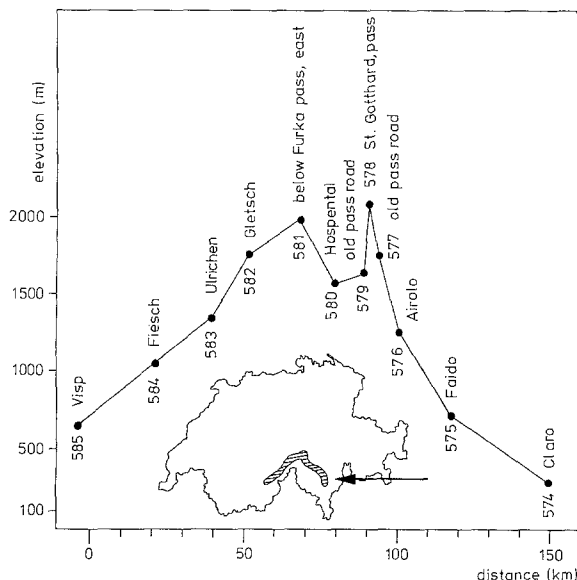 elevation (m)
2000
1500
1000
500
100
Visp
585
Fiesch
584
Ulrichen
583
Gletsch
582
below Furka pass, east
581
Hospental
580
old pass road
579
578 St. Gotthard, pass
577 old pass road
Airolo
576
Faido
575
Claro
574
0
50
100
150
distance (km)